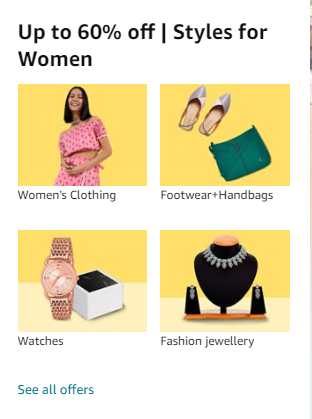 Up to 60% off | Styles for
Women
Women's Clothing
Footwear+Handbags
Watches
Fashion jewellery
See all offers